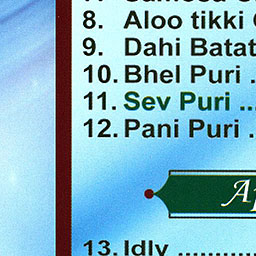 8. Aloo tikki
9. Dahi Batat
10. Bhel Puri .
11. Sev Puri ...
12. Pani Puri .
13. Idly ............